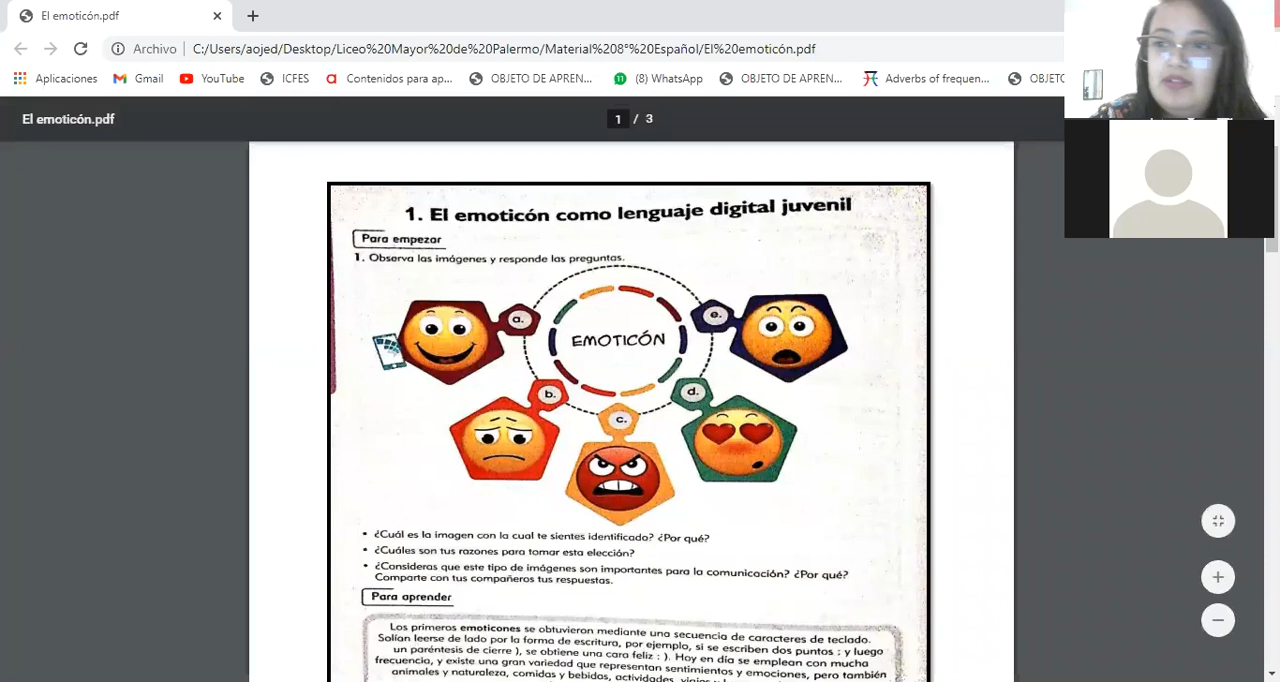 El emoticón.pdf
Archivo
C:/Users/aojed/Desktop/Liceo%20Mayor%20de%20Palermo/Material%208°%20Español/El%20emoticón.pdf
Aplicaciones
Gmail
YouTube
ICFES
Contenidos para ap...
OBJETO DE APREN...
11
(8) WhatsApp
OBJETO DE APREN...
Adverbs of frequen...
OBJETO
El emoticón.pdf
1 / 3
1. El emoticón como lenguaje digital juvenil
Para empezar
1. Observa las imágenes y responde las preguntas.
a.
e.
EMOTICÓN
b.
d.
c.
• ¿Cuál es la imagen con la cual te sientes identificado? ¿Por qué?
• ¿Cuáles son tus razones para tomar esta elección?
• ¿Consideras que este tipo de imágenes son importantes para la comunicación? ¿Por qué?
Comparte con tus compañeros tus respuestas.
Para aprender
Los primeros emoticones se obtuvieron mediante una secuencia de caracteres de teclado.
Solían leerse de lado por la forma de escritura, por ejemplo, si se escriben dos puntos : y luego
un paréntesis de cierre ), se obtiene una cara feliz : ). Hoy en día se emplean con mucha
frecuencia, y existe una gran variedad que representan sentimientos y emociones, pero también
animales y naturaleza, comidas y bebidas, actividades, viajes y